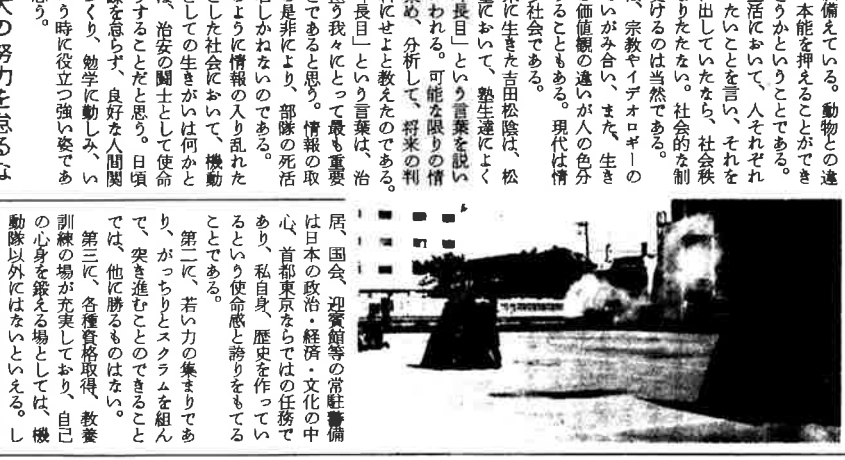 備えている。動物との違
本能を押えることができ
うかということである。
活において、人それぞれ
たいことを言い、それを
出していたなら、社会秩
りたたない。社会的な制
けるのは当然である。
、宗教やイデオロギーの
いがみ合い、また、生き
価値観の違いが人の色分
ることもある。現代は情
社会である。
に生きた吉田松陰は、松
において、塾生達によく
長目」という言葉を説い
われる。可能な限りの情
め、分析して、将来の判
にせよと教えたのである。
長目」という言葉は、治
我々にとって最も重要
であると思う。情報の取
是非により、部隊の死活
しかねないのである。
ように情報の入り乱れた
した社会において、機動
しての生きがいは何かと
、治安の闘士として使命
することだと思う。日頃
を怠らず、良好な人間関
くり、勉学に勤しみ、い
う時に役立つ強い姿であ
う。
の努力を怠るな
居、国会、迎賓館等の常駐警備
は日本の政治・経済・文化の中
心、首都東京ならではの任務で
あり、私自身、歴史を作ってい
るという使命感と誇りをもてる
ことである。
第二に、若い力の集まりであ
り、がっちりとスクラムを組ん
で、突き進むことのできること
では、他に勝るものはない。
第三に、各種資格取得、教養
訓練の場が充実しており、自己
の心身を鍛える場としては、機
動隊以外にはないといえる。し